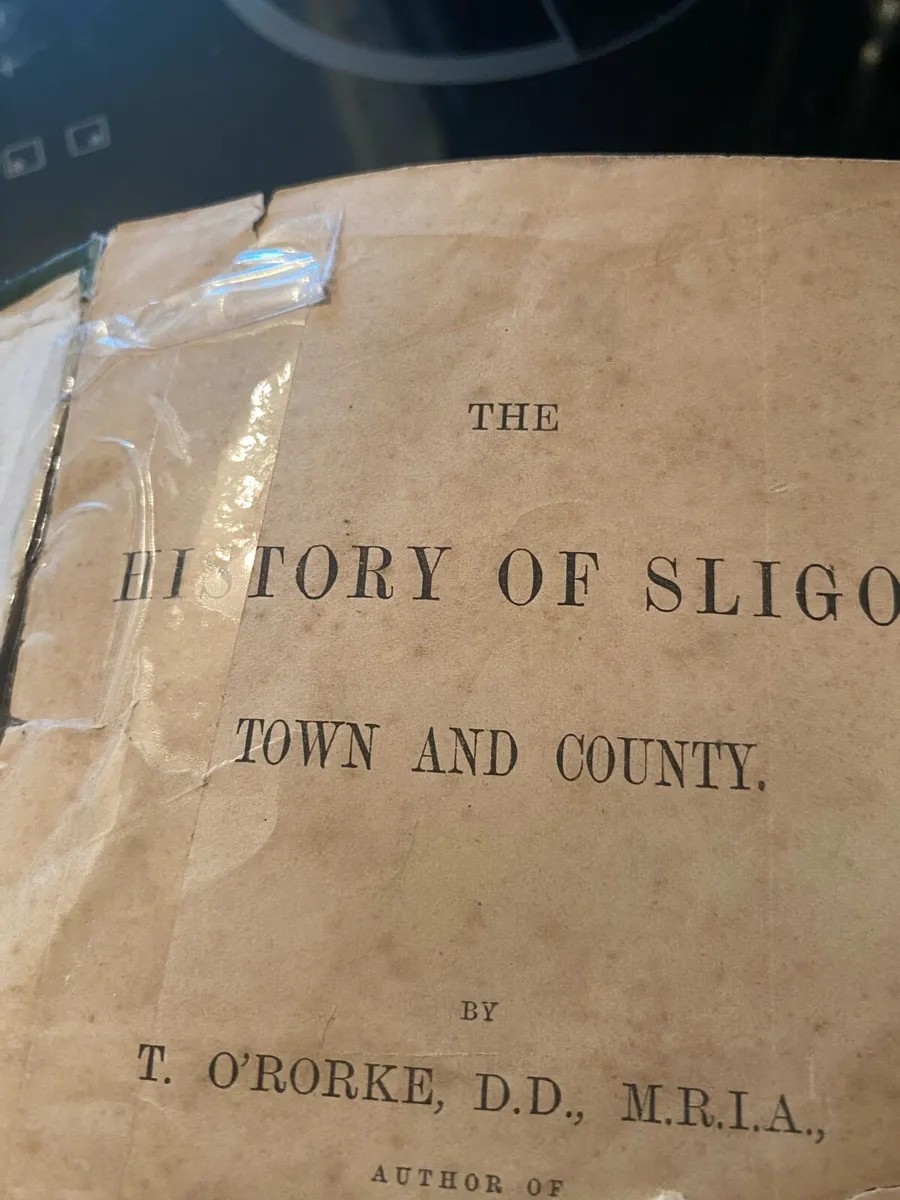 THE
HISTORY OF SLIGO
TOWN AND COUNTY.
BY
T. O'RORKE, D.D., M.R.I.A.,
AUTHOR OF